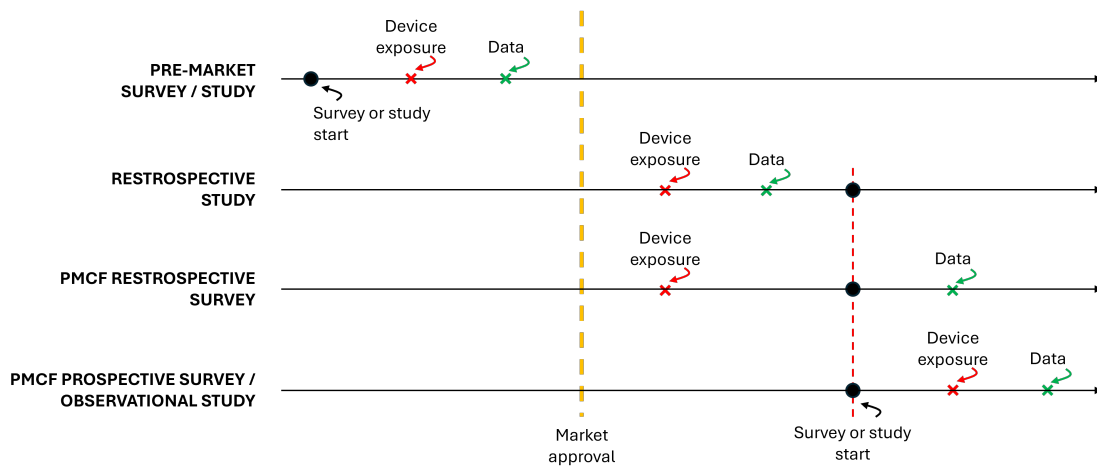 Device
exposure
Data
PRE-MARKET
SURVEY / STUDY
Survey or study
start
Device
exposure
Data
RESTROSPECTIVE
STUDY
Device
exposure
Data
PMCF RESTROSPECTIVE
SURVEY
Device
exposure
Data
PMCF PROSPECTIVE SURVEY /
OBSERVATIONAL STUDY
Market
approval
Survey or study
start